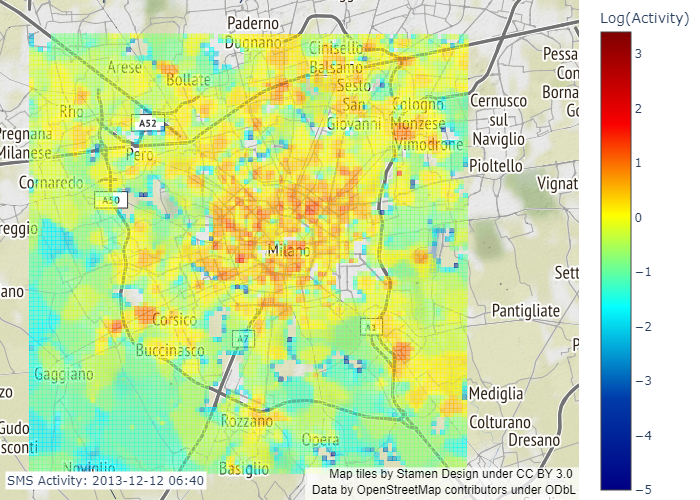 Paderno
Dugnano
Log(Activity)
Cinisello
Balsamo
Arese
Bollate
Sesto
San
Giovanni
Pessa
Con
Borna
Go
Rho
Cologno
Monzese
Cernusco
sul
Naviglio
A52
Pregnana
Milanese
Pero
Vimodrone
Pioltello
Cornaredo
Vignat
A50
reggio
Milano
Sett
ano
Pantigliate
Corsico
A1
A7
Buccinasco
P
Gaggiano
zo
Mediglia
Rozzano
Colturano
Gudo
Visconti
Opera
Dresano
Noviglio
Basiglio
SMS Activity: 2013-12-12 06:40
Map tiles by Stamen Design under CC BY 3.0
Data by OpenStreetMap contributors under ODbL
3
2
1
0
−1
−2
−3
−4
−5